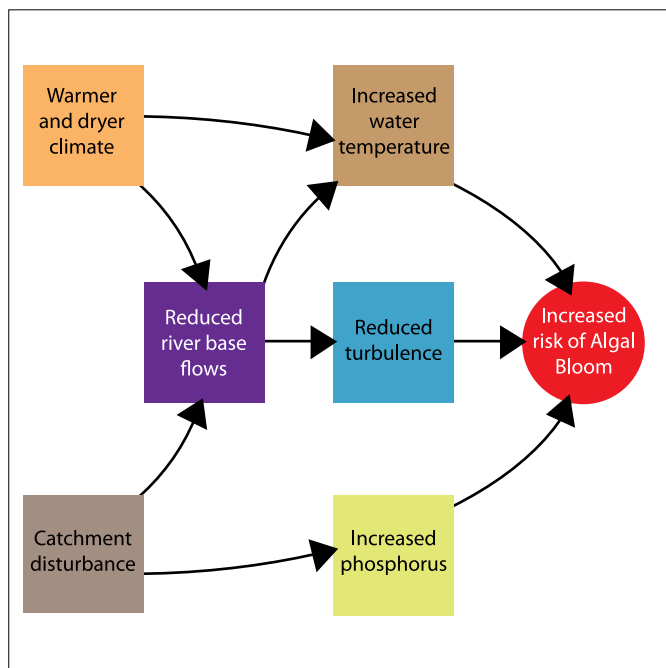 Warmer
and dryer
climate
Increased
water
temperature
Reduced
river base
flows
Reduced
turbulence
Increased
risk of Algal
Bloom
Catchment
disturbance
Increased
phosphorus